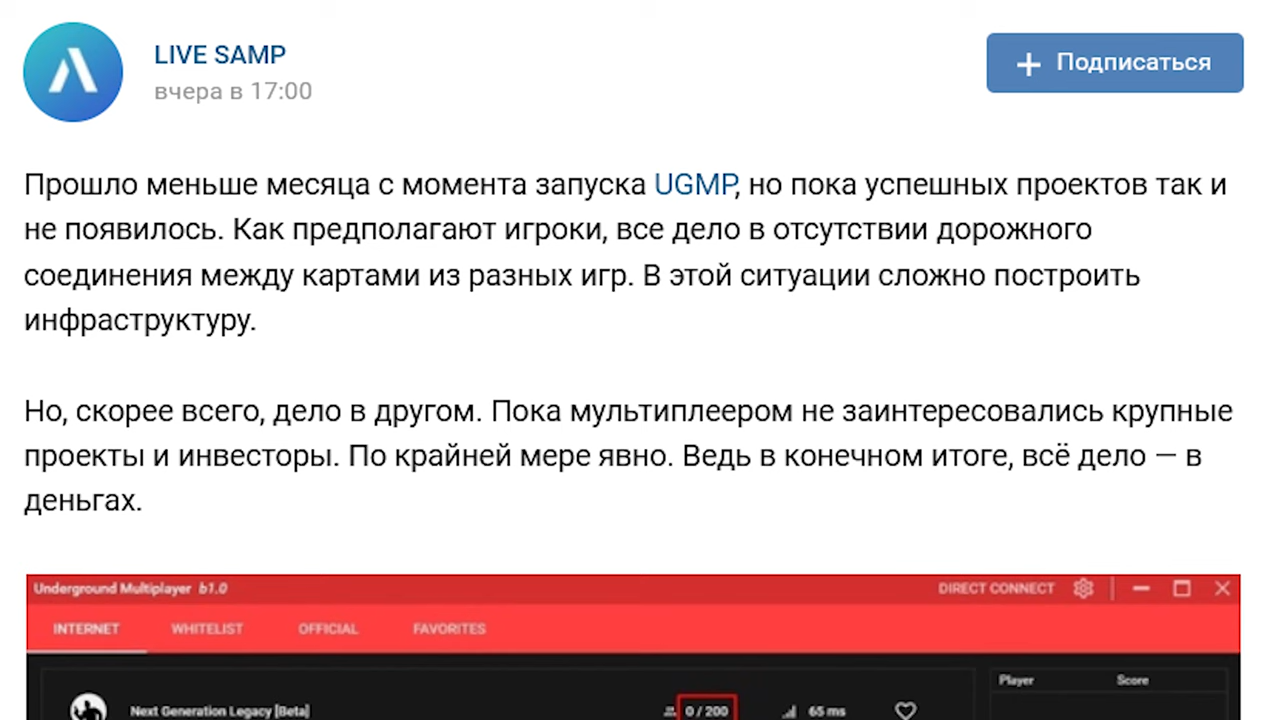 LIVE SAMP
вчера в 17:00
Подписаться
Прошло меньше месяца с момента запуска UGMP, но пока успешных проектов так и
не появилось. Как предполагают игроки, все дело в отсутствии дорожного
соединения между картами из разных игр. В этой ситуации сложно построить
инфраструктуру.
Но, скорее всего, дело в другом. Пока мультиплеером не заинтересовались крупные
проекты и инвесторы. По крайней мере явно. Ведь в конечном итоге, всё дело — в
деньгах.
Underground Multiplayer b1.0
DIRECT CONNECT
INTERNET WHITELIST OFFICIAL FAVORITES
Player Score
Next Generation Legacy [Beta] 0 / 200 65 ms